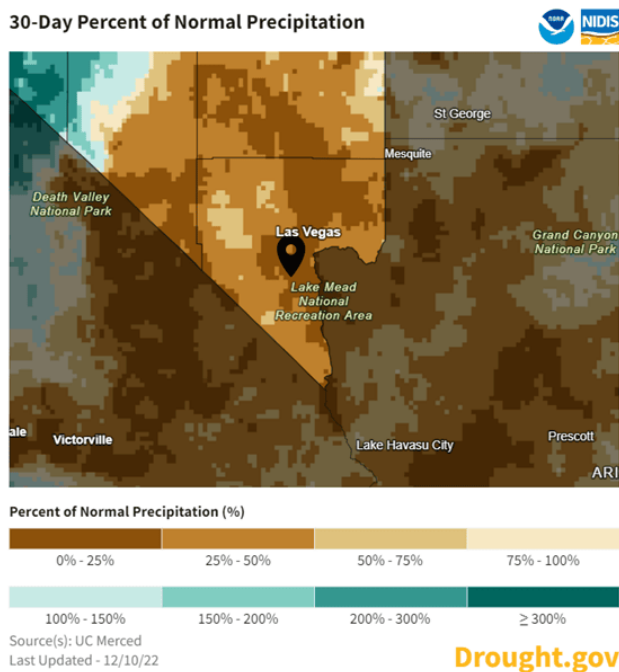 30-Day Percent of Normal Precipitation
NOAA
NIDIS
St George
Mesquite
Death Valley
National Park
Las Vegas
Grand Canyon
National Park
Lake Mead
National
Recreation Area
ale
Victorville
Lake Havasu City
Prescott
ARI
Percent of Normal Precipitation (%)
0% - 25%
25% - 50%
50% - 75%
75% - 100%
100% - 150%
150% - 200%
200% - 300%
≥ 300%
Source(s): UC Merced
Last Updated - 12/10/22
Drought.gov